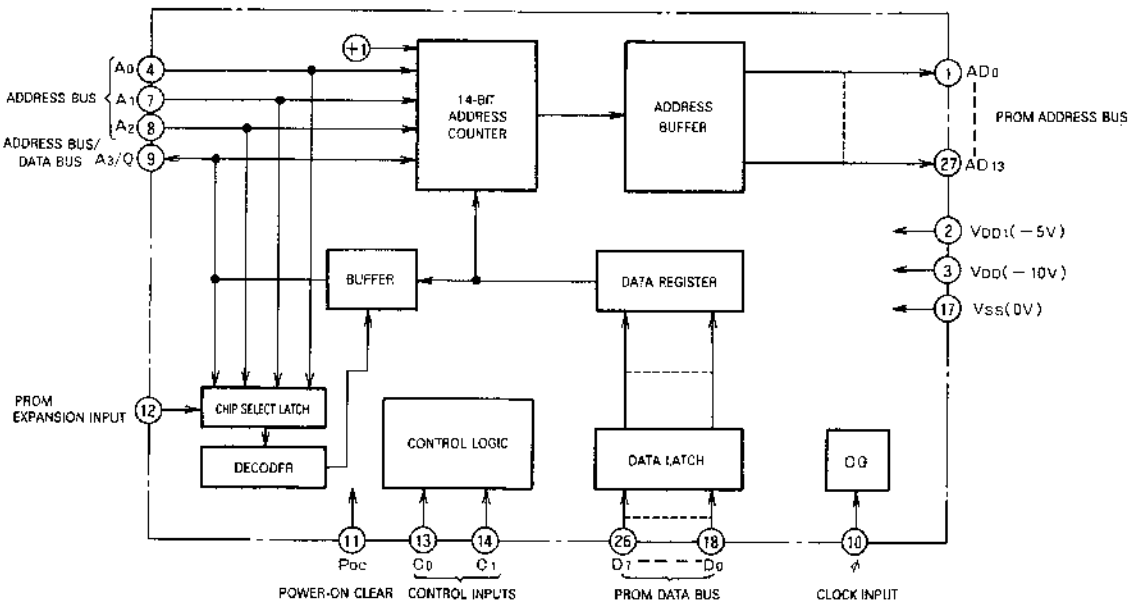 +1
A0
4
14-BIT
ADDRESS
COUNTER
ADDRESS
BUFFER
1
AD0
ADDRESS BUS
A1
7
A2
8
PROM ADDRESS BUS
ADDRESS BUS/
DATA BUS
A3/Q
9
27
AD13
2
VDD1(−5V)
BUFFER
DATA REGISTER
3
VDD(−10V)
17
VSS(0V)
PROM
EXPANSION INPUT
12
CHIP SELECT LATCH
CONTROL LOGIC
DECODER
DATA LATCH
CG
11
13
14
26
18
10
POC
C0
C1
D7
D0
φ
POWER-ON CLEAR
CONTROL INPUTS
PROM DATA BUS
CLOCK INPUT